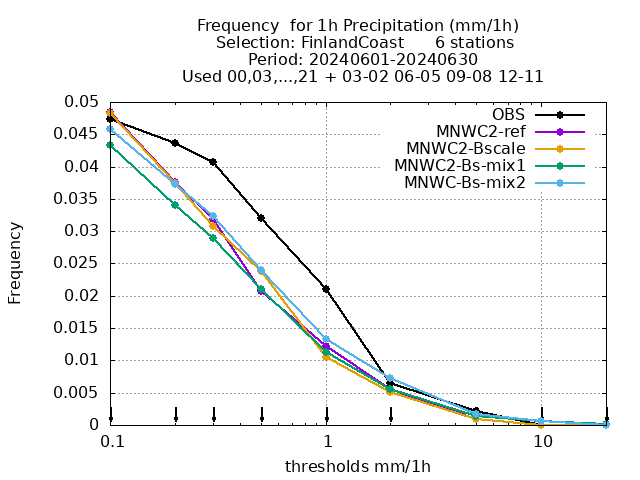 Frequency  for 1h Precipitation (mm/1h)
Selection: FinlandCoast      6 stations
Period: 20240601-20240630
Used 00,03,...,21 + 03-02 06-05 09-08 12-11
OBS
MNWC2-ref
MNWC2-Bscale
MNWC2-Bs-mix1
MNWC-Bs-mix2
Frequency
0.05
0.045
0.04
0.035
0.03
0.025
0.02
0.015
0.01
0.005
0
0.1 1 10
thresholds mm/1h